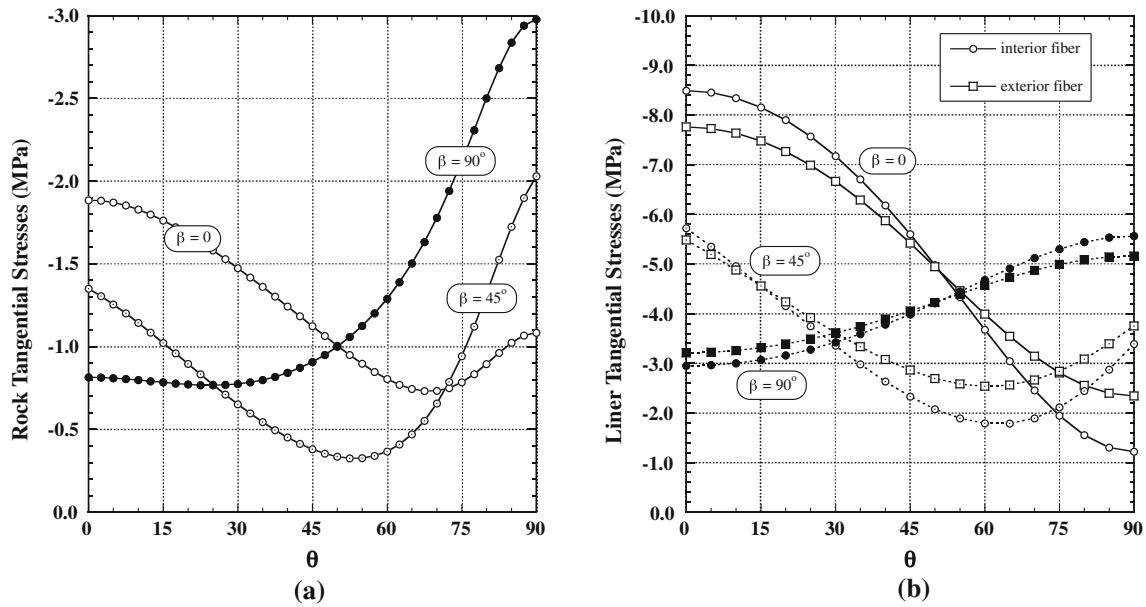 Rock Tangential Stresses (MPa)
-3.0
-2.5
-2.0
-1.5
-1.0
-0.5
0.0
β = 90°
β = 0
β = 45°
0 15 30 45 60 75 90
θ
(a)
Liner Tangential Stresses (MPa)
-10.0
-9.0
-8.0
-7.0
-6.0
-5.0
-4.0
-3.0
-2.0
-1.0
0.0
interior fiber
exterior fiber
β = 0
β = 45°
β = 90°
0 15 30 45 60 75 90
θ
(b)